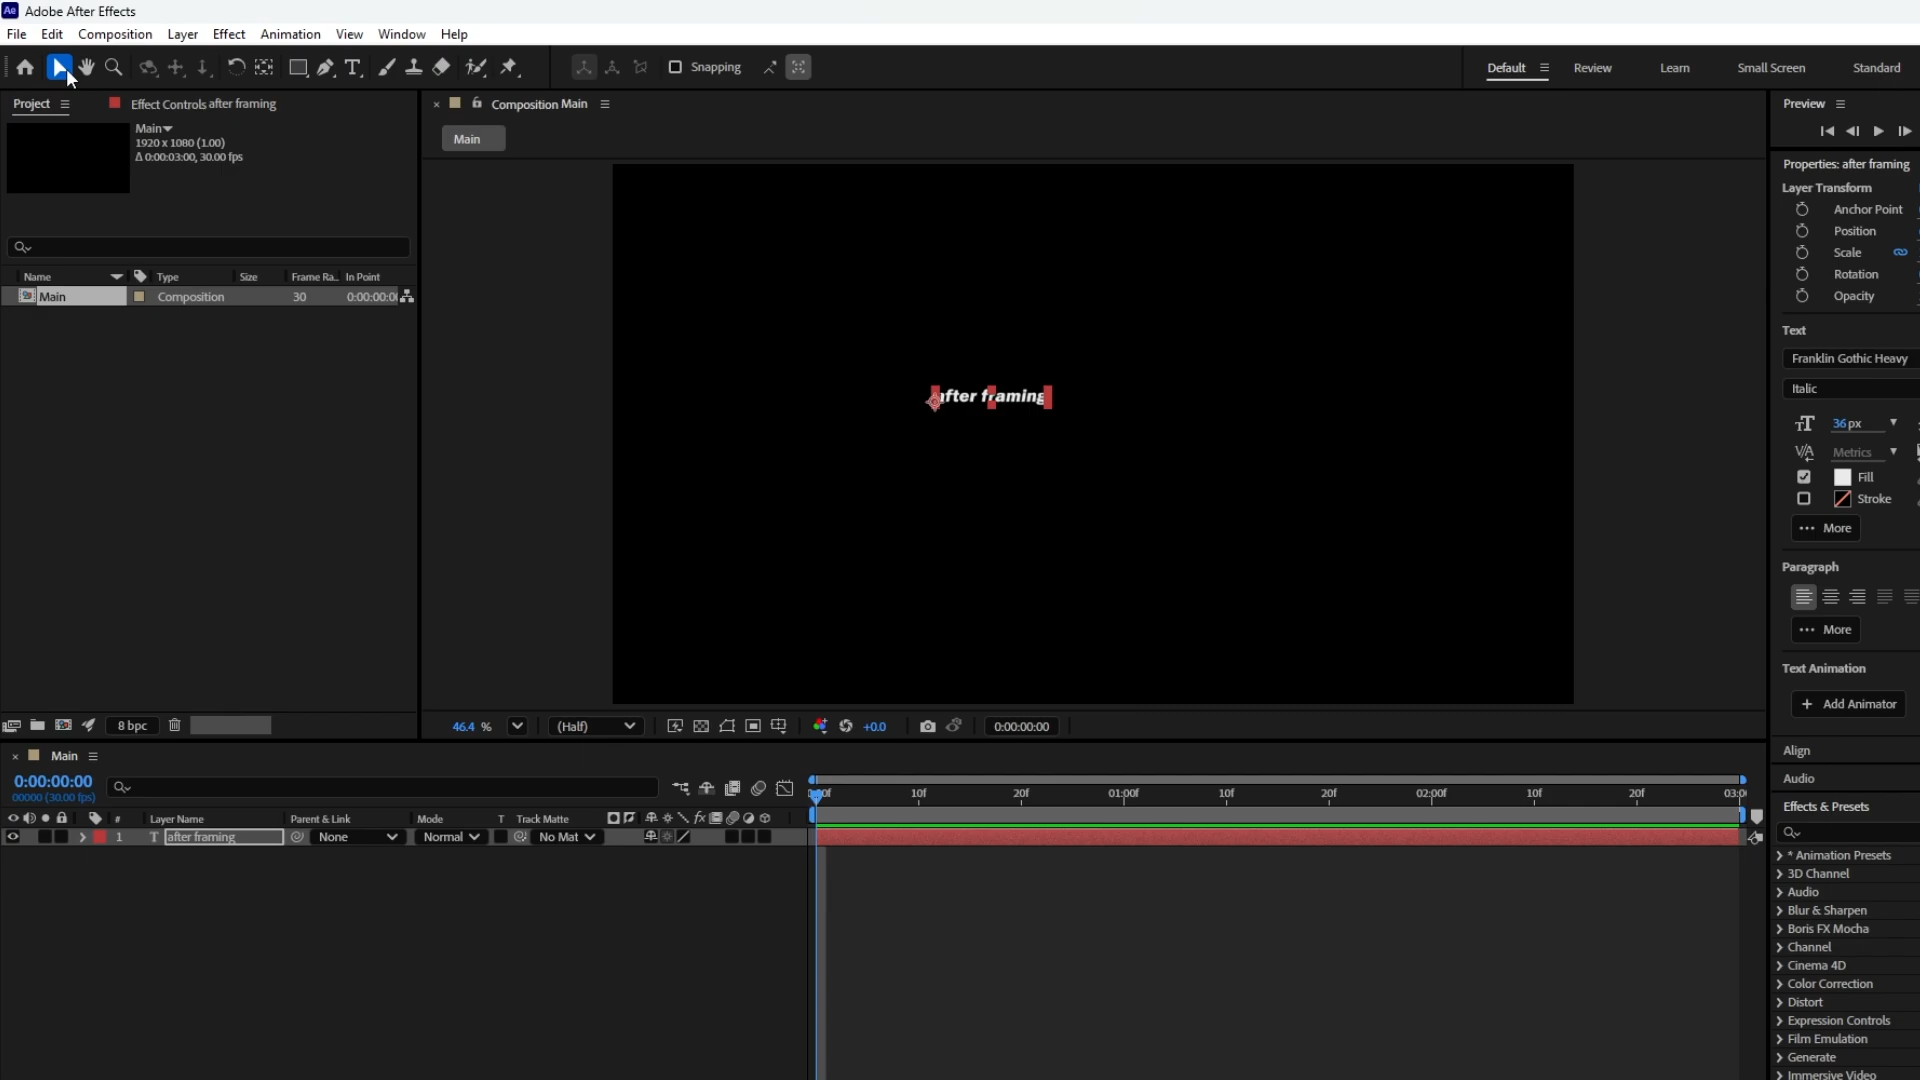 Adobe After Effects
File Edit Composition Layer Effect Animation View Window Help
Snapping
Default Review Learn Small Screen Standard
Project Effect Controls after framing
Main
1920 x 1080 (1.00)
Δ 0:00:03:00, 30.00 fps
Name Type Size Frame Ra.. In Point
Main Composition 30 0:00:00:0
8 bpc
Composition Main
Main
after framing
46.4 % (Half) +0.0 0:00:00:00
Preview
Properties: after framing
Layer Transform
Anchor Point
Position
Scale
Rotation
Opacity
Text
Franklin Gothic Heavy
Italic
36 px
Metrics
Fill
Stroke
More
Paragraph
More
Text Animation
+ Add Animator
Align
Audio
Effects & Presets
* Animation Presets
3D Channel
Audio
Blur & Sharpen
Boris FX Mocha
Channel
Cinema 4D
Color Correction
Distort
Expression Controls
Film Emulation
Generate
Immersive Video
Main
0:00:00:00
00000 (30.00 fps)
10f 20f 01:00f 10f 20f 02:00f 10f 20f 03:0
# Layer Name Parent & Link Mode T Track Matte
1 T after framing None Normal No Mat